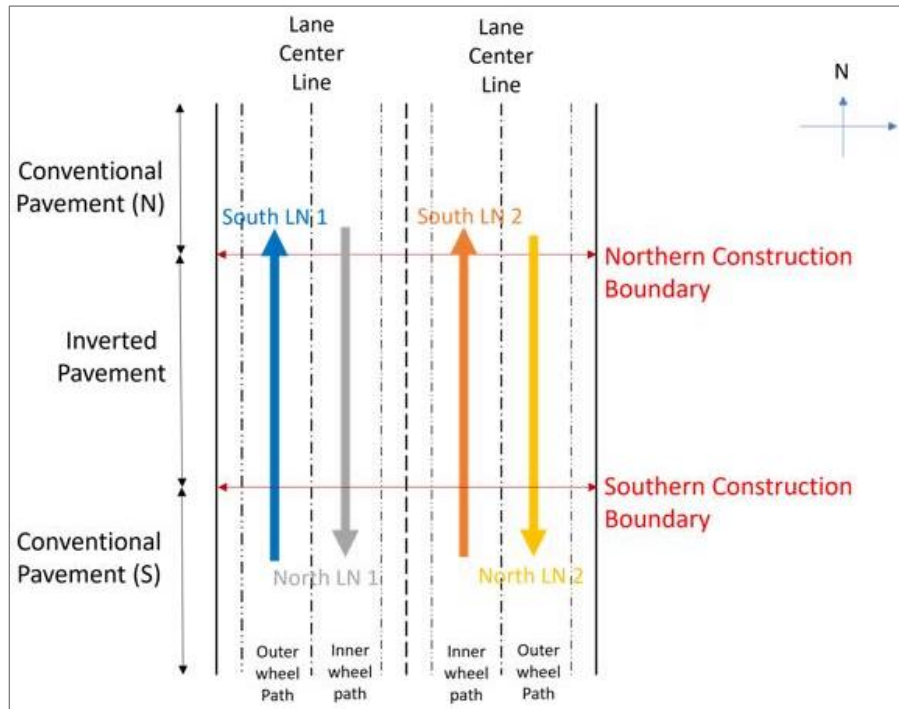 Lane
Center
Line
Lane
Center
Line
N
Conventional
Pavement (N)
South LN 1
South LN 2
Northern Construction
Boundary
Inverted
Pavement
Southern Construction
Boundary
Conventional
Pavement (S)
North LN 1
North LN 2
Outer
wheel
Path
Inner
wheel
path
Inner
wheel
path
Outer
wheel
Path